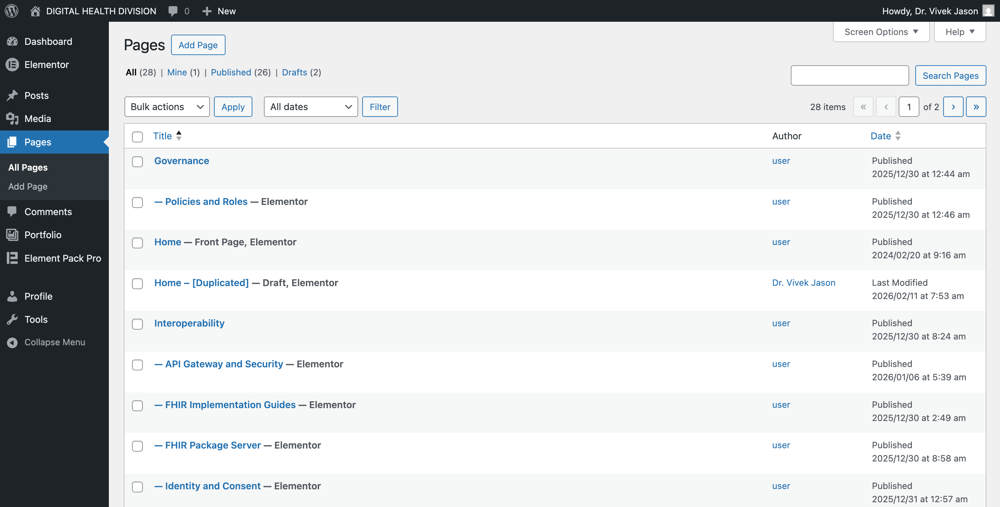 DIGITAL HEALTH DIVISION 0 New Howdy, Dr. Vivek Jason
Dashboard
Elementor
Posts
Media
Pages
All Pages
Add Page
Comments
Portfolio
Element Pack Pro
Profile
Tools
Collapse Menu
Screen Options Help
Pages Add Page
All (28) | Mine (1) | Published (26) | Drafts (2)
Search Pages
Bulk actions Apply All dates Filter 28 items « ‹ 1 of 2 › »
Title Author Date
Governance user Published
2025/12/30 at 12:44 am
— Policies and Roles — Elementor user Published
2025/12/30 at 12:46 am
Home — Front Page, Elementor user Published
2024/02/20 at 9:16 am
Home – [Duplicated] — Draft, Elementor Dr. Vivek Jason Last Modified
2026/02/11 at 7:53 am
Interoperability user Published
2025/12/30 at 8:24 am
— API Gateway and Security — Elementor user Published
2026/01/06 at 5:39 am
— FHIR Implementation Guides — Elementor user Published
2025/12/30 at 2:49 am
— FHIR Package Server — Elementor user Published
2025/12/30 at 8:58 am
— Identity and Consent — Elementor user Published
2025/12/31 at 12:57 am